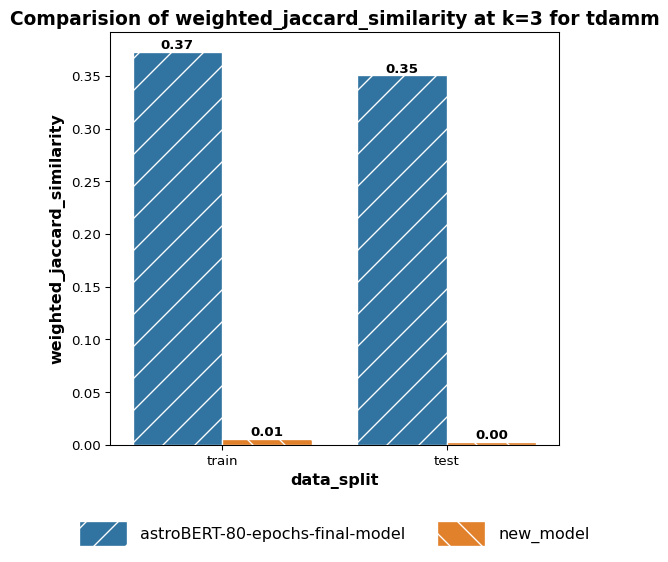 Comparision of weighted_jaccard_similarity at k=3 for tdamm
weighted_jaccard_similarity
0.35
0.30
0.25
0.20
0.15
0.10
0.05
0.00
0.37
0.01
0.35
0.00
train
test
data_split
astroBERT-80-epochs-final-model
new_model